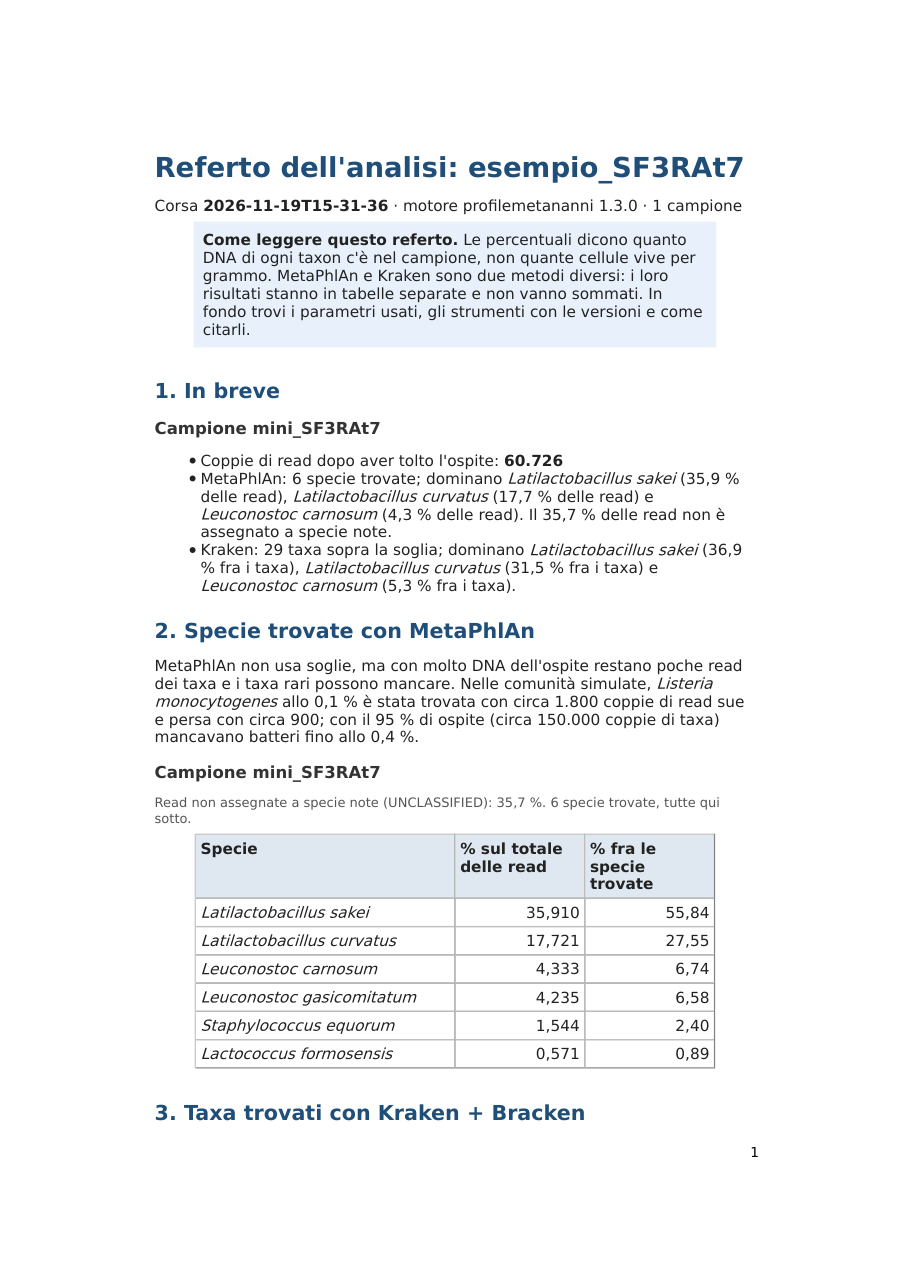 Referto dell'analisi: esempio_SF3RAt7
Corsa 2026-11-19T15-31-36 · motore profilemetananni 1.3.0 · 1 campione
Come leggere questo referto. Le percentuali dicono quanto
DNA di ogni taxon c'è nel campione, non quante cellule vive per
grammo. MetaPhlAn e Kraken sono due metodi diversi: i loro
risultati stanno in tabelle separate e non vanno sommati. In
fondo trovi i parametri usati, gli strumenti con le versioni e come
citarli.
1. In breve
Campione mini_SF3RAt7
• Coppie di read dopo aver tolto l'ospite: 60.726
• MetaPhlAn: 6 specie trovate; dominano Latilactobacillus sakei (35,9 %
delle read), Latilactobacillus curvatus (17,7 % delle read) e
Leuconostoc carnosum (4,3 % delle read). Il 35,7 % delle read non è
assegnato a specie note.
• Kraken: 29 taxa sopra la soglia; dominano Latilactobacillus sakei (36,9
% fra i taxa), Latilactobacillus curvatus (31,5 % fra i taxa) e
Leuconostoc carnosum (5,3 % fra i taxa).
2. Specie trovate con MetaPhlAn
MetaPhlAn non usa soglie, ma con molto DNA dell'ospite restano poche read
dei taxa e i taxa rari possono mancare. Nelle comunità simulate, Listeria
monocytogenes allo 0,1 % è stata trovata con circa 1.800 coppie di read sue
e persa con circa 900; con il 95 % di ospite (circa 150.000 coppie di taxa)
mancavano batteri fino allo 0,4 %.
Campione mini_SF3RAt7
Read non assegnate a specie note (UNCLASSIFIED): 35,7 %. 6 specie trovate, tutte qui
sotto.
Specie % sul totale delle read % fra le specie trovate
Latilactobacillus sakei 35,910 55,84
Latilactobacillus curvatus 17,721 27,55
Leuconostoc carnosum 4,333 6,74
Leuconostoc gasicomitatum 4,235 6,58
Staphylococcus equorum 1,544 2,40
Lactococcus formosensis 0,571 0,89
3. Taxa trovati con Kraken + Bracken
1